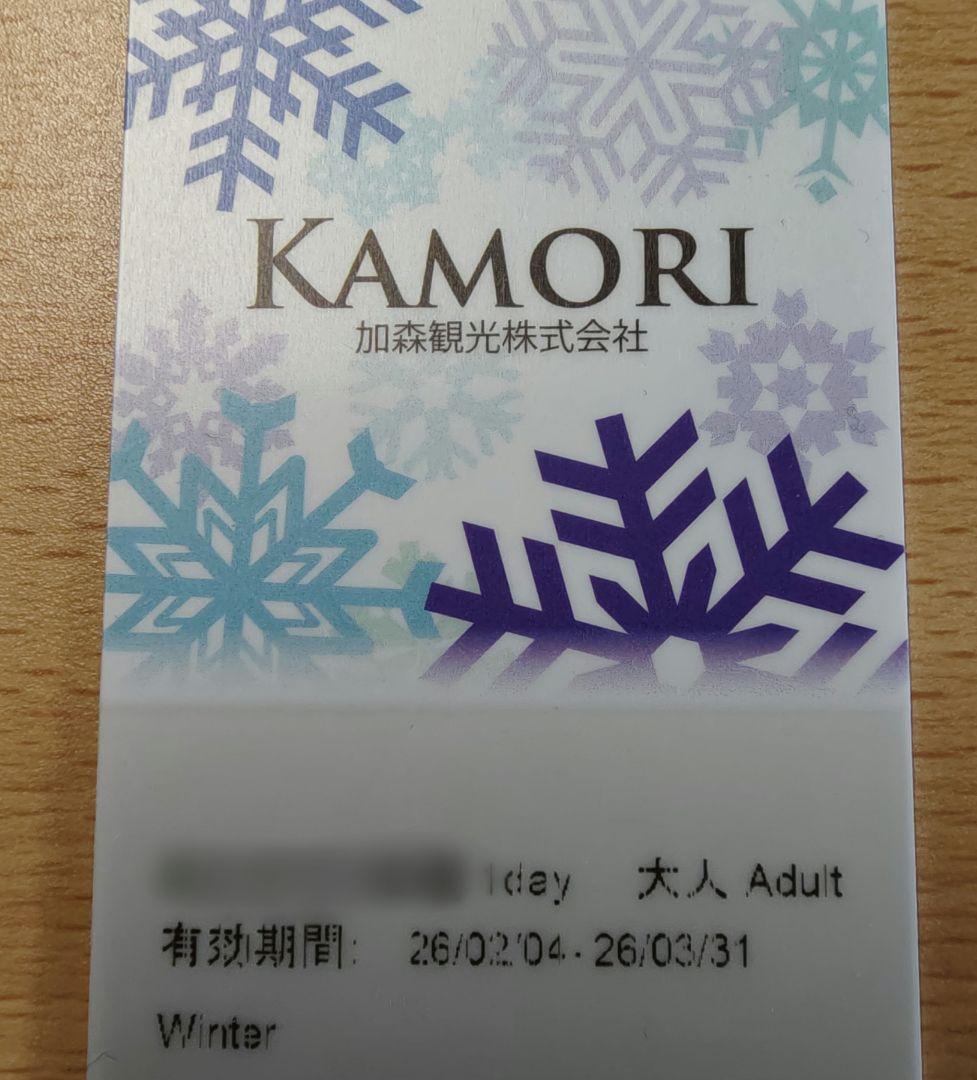 KAMORI
加森観光株式会社
1day 大人 Adult
有効期間: 26/02/04 - 26/03/31
Winter